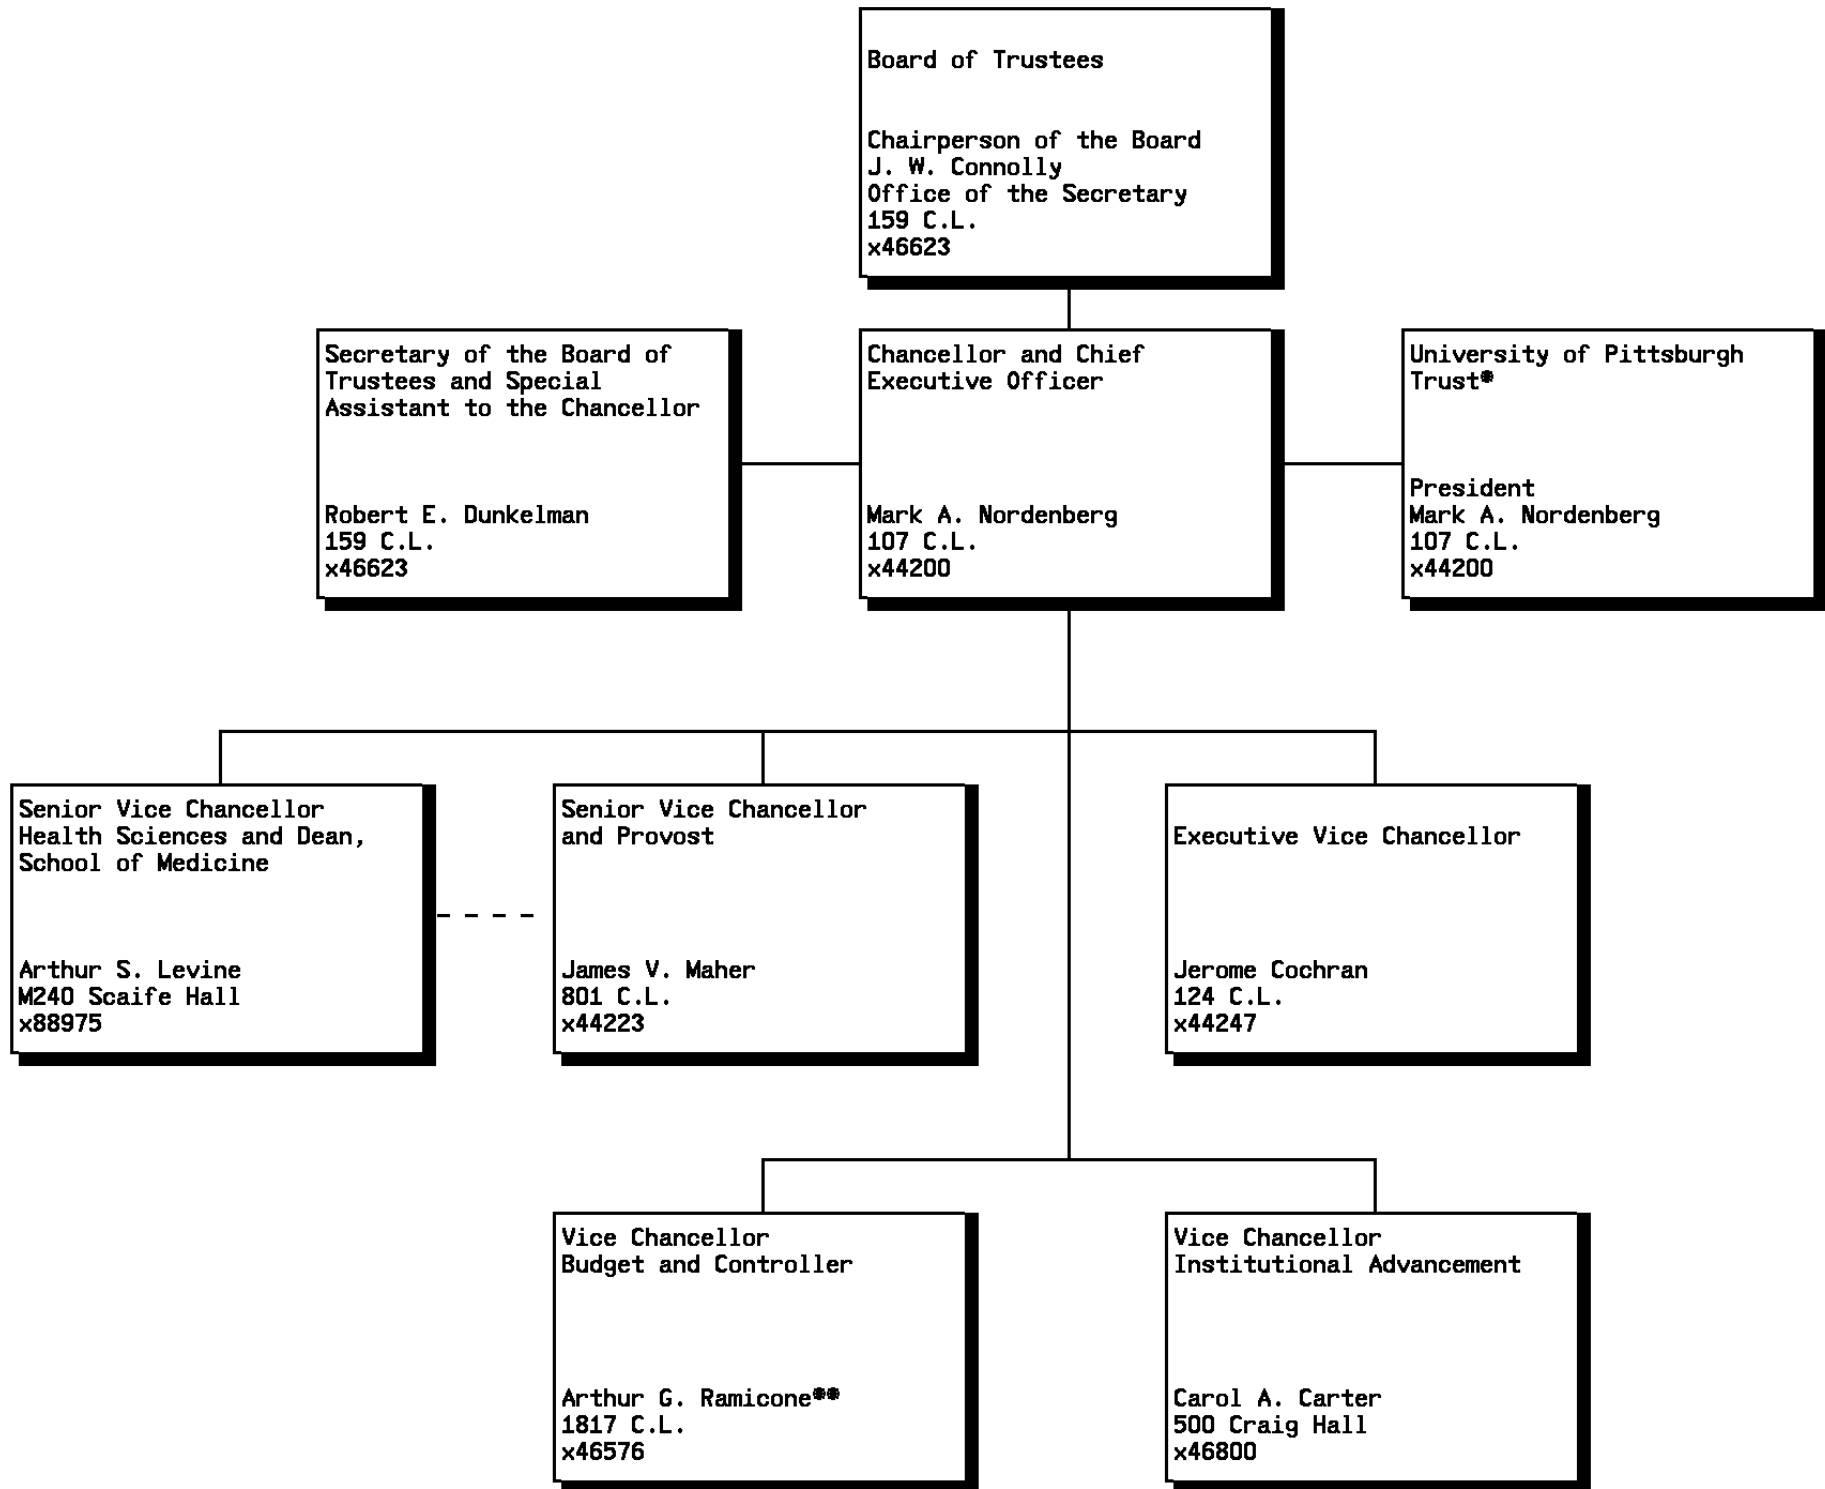 Board of Trustees
Chairperson of the Board
J. W. Connolly
Office of the Secretary
159 C.L.
x46623
Secretary of the Board of
Trustees and Special
Assistant to the Chancellor
Robert E. Dunkelman
159 C.L.
x46623
Chancellor and Chief
Executive Officer
Mark A. Nordenberg
107 C.L.
x44200
University of Pittsburgh
Trust*
President
Mark A. Nordenberg
107 C.L.
x44200
Senior Vice Chancellor
Health Sciences and Dean,
School of Medicine
Arthur S. Levine
M240 Scaife Hall
x88975
Senior Vice Chancellor
and Provost
James V. Maher
801 C.L.
x44223
Executive Vice Chancellor
Jerome Cochran
124 C.L.
x44247
Vice Chancellor
Budget and Controller
Arthur G. Ramicone**
1817 C.L.
x46576
Vice Chancellor
Institutional Advancement
Carol A. Carter
500 Craig Hall
x46800